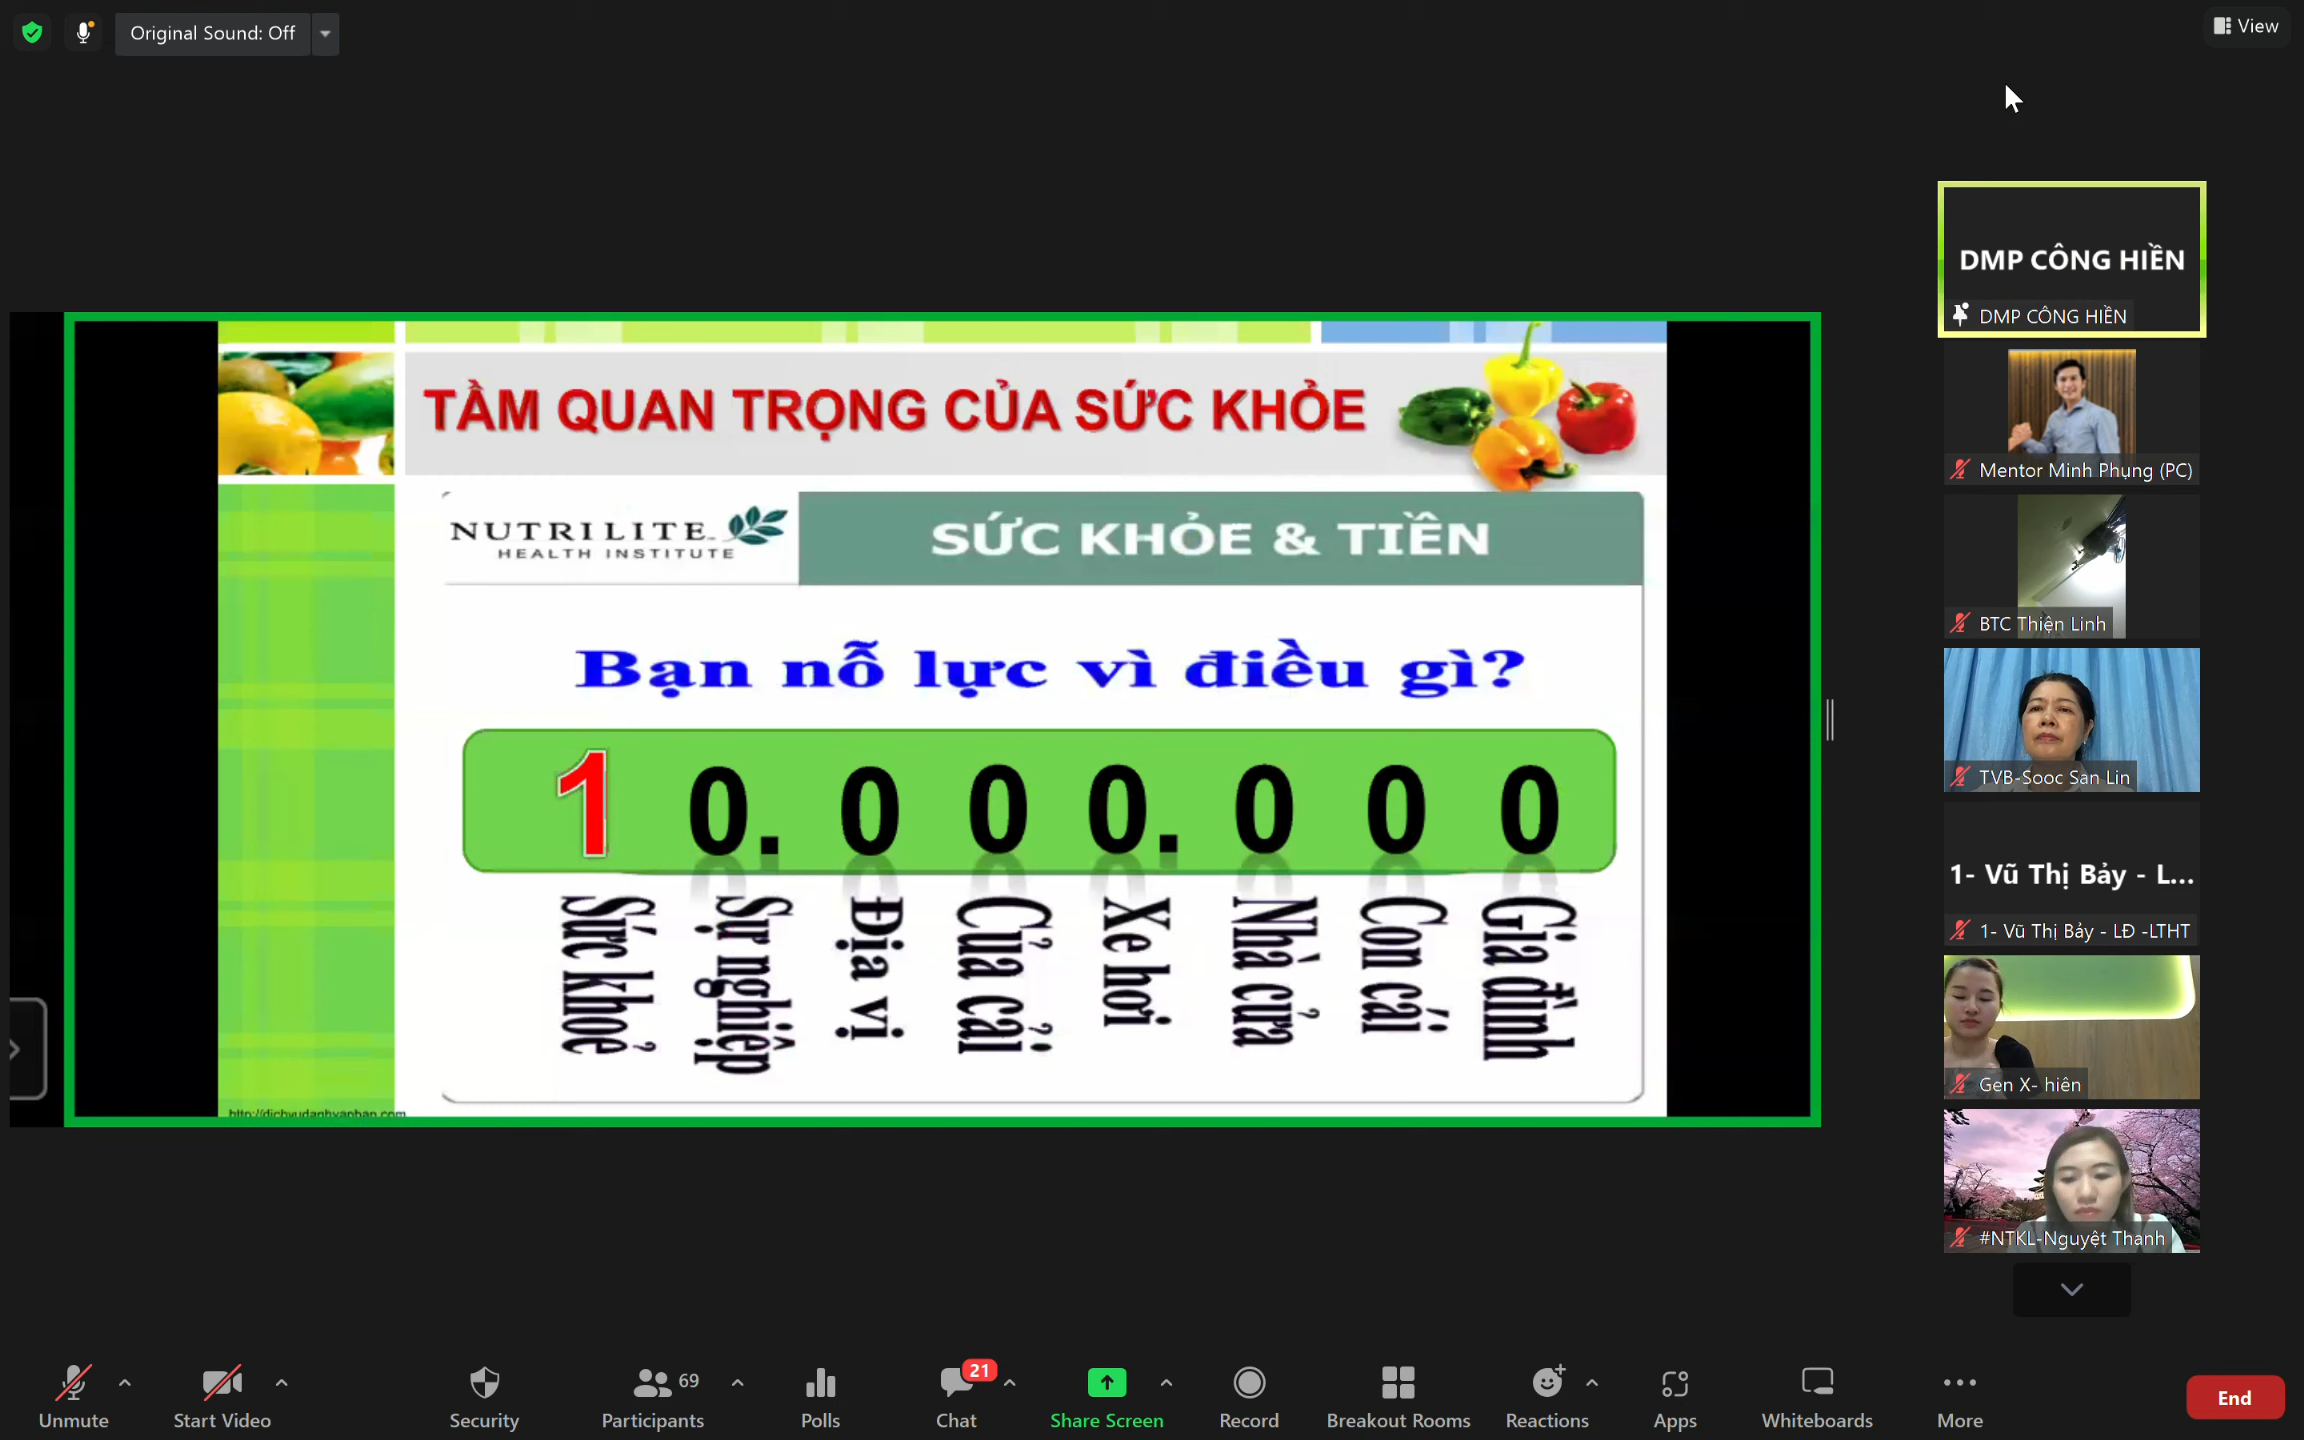 Original Sound: Off
View
DMP CÔNG HIỀN
DMP CÔNG HIỀN
Mentor Minh Phụng (PC)
BTC Thiện Linh
TVB-Sooc San Lin
1- Vũ Thị Bảy - L...
1- Vũ Thị Bảy - LĐ -LTHT
Gen X- hiên
#NTKL-Nguyệt Thanh
TẦM QUAN TRỌNG CỦA SỨC KHỎE
NUTRILITE™
HEALTH INSTITUTE
SỨC KHỎE & TIỀN
Bạn nỗ lực vì điều gì?
1 0. 0 0 0. 0 0 0
Sức khỏe
Sự nghiệp
Địa vị
Của cải
Xe hơi
Nhà cửa
Con cái
Gia đình
http://dichvudanhvanban.com
Unmute
Start Video
Security
Participants 69
Polls
Chat 21
Share Screen
Record
Breakout Rooms
Reactions
Apps
Whiteboards
More
End